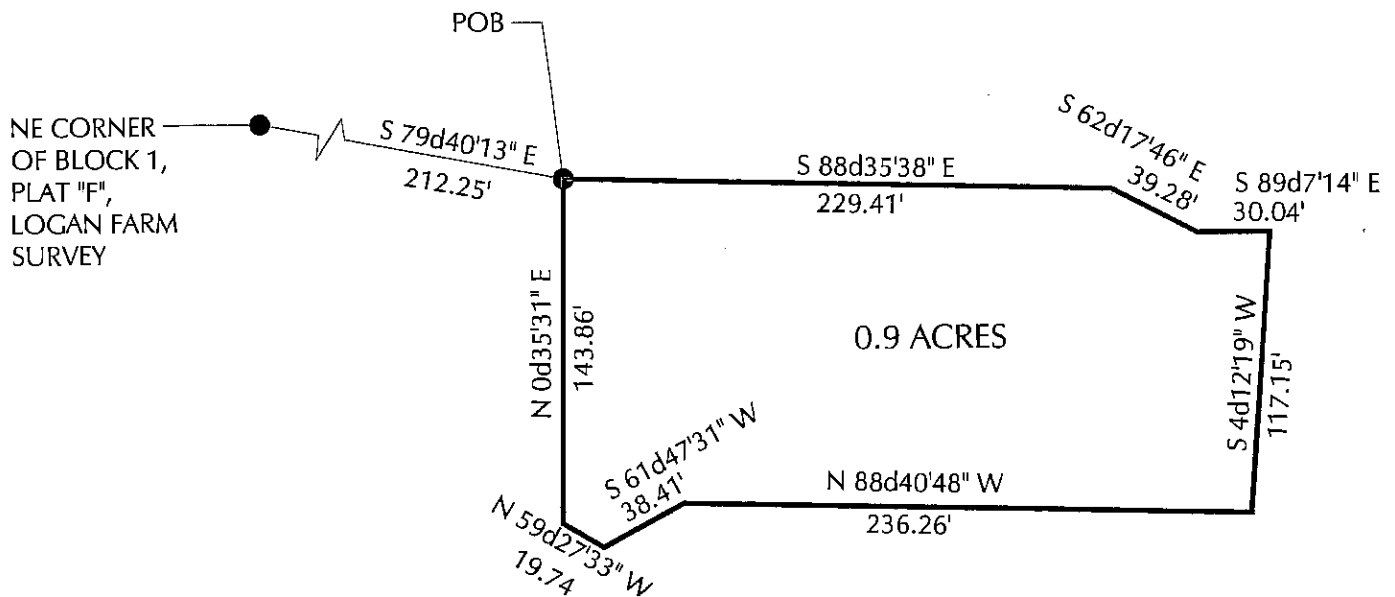 POB
NE CORNER
OF BLOCK 1,
PLAT "F",
LOGAN FARM
SURVEY
S 79d40'13" E
212.25'
S 88d35'38" E
229.41'
S 62d17'46" E
39.28'
S 89d7'14" E
30.04'
N 0d35'31" E
143.86'
0.9 ACRES
S 4d12'19" W
117.15'
S 61d47'31" W
38.41'
N 88d40'48" W
236.26'
N 59d27'33" W
19.74